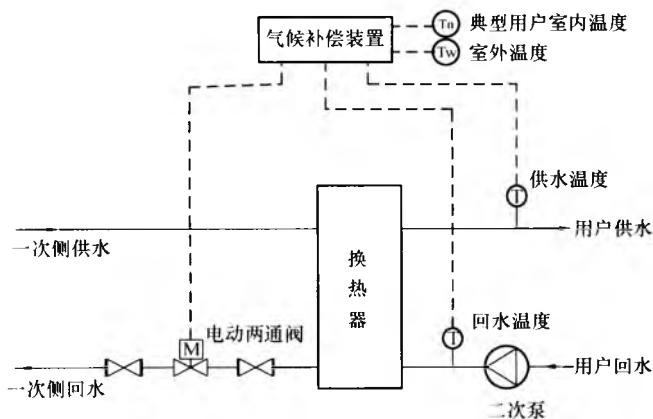 气候补偿装置
Tn 典型用户室内温度
Tw 室外温度
T 供水温度
一次侧供水
用户供水
换热器
电动两通阀
M
T 回水温度
一次侧回水
用户回水
二次泵